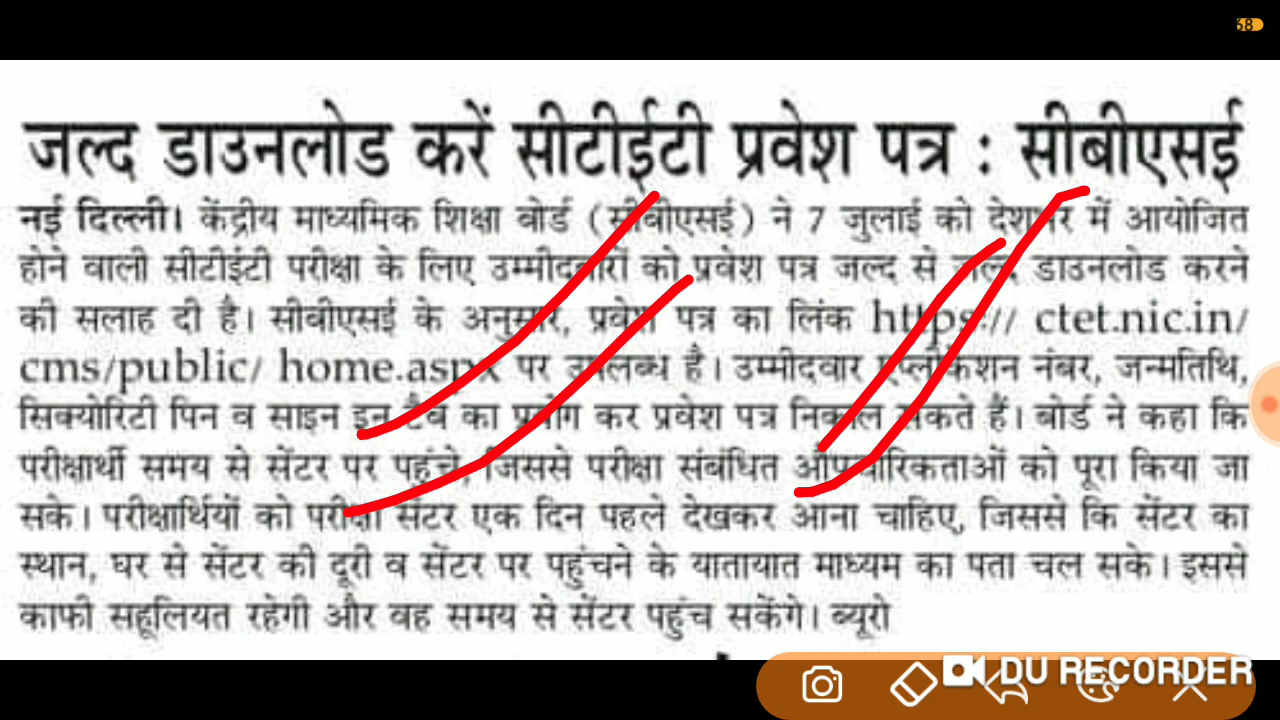 68
जल्द डाउनलोड करें सीटीईटी प्रवेश पत्र : सीबीएसई
नई दिल्ली। केंद्रीय माध्यमिक शिक्षा बोर्ड (सीबीएसई) ने 7 जुलाई को देशभर में आयोजित
होने वाली सीटीईटी परीक्षा के लिए उम्मीदवारों को प्रवेश पत्र जल्द से जल्द डाउनलोड करने
की सलाह दी है। सीबीएसई के अनुसार, प्रवेश पत्र का लिंक https:// ctet.nic.in/
cms/public/ home.aspx पर उपलब्ध है। उम्मीदवार एप्लीकेशन नंबर, जन्मतिथि,
सिक्योरिटी पिन व साइन इन टैब का प्रयोग कर प्रवेश पत्र निकाल सकते हैं। बोर्ड ने कहा कि
परीक्षार्थी समय से सेंटर पर पहुंचे, जिससे परीक्षा संबंधित औपचारिकताओं को पूरा किया जा
सके। परीक्षार्थियों को परीक्षा सेंटर एक दिन पहले देखकर आना चाहिए, जिससे कि सेंटर का
स्थान, घर से सेंटर की दूरी व सेंटर पर पहुंचने के यातायात माध्यम का पता चल सके। इससे
काफी सहूलियत रहेगी और वह समय से सेंटर पहुंच सकेंगे। ब्यूरो
DU RECORDER